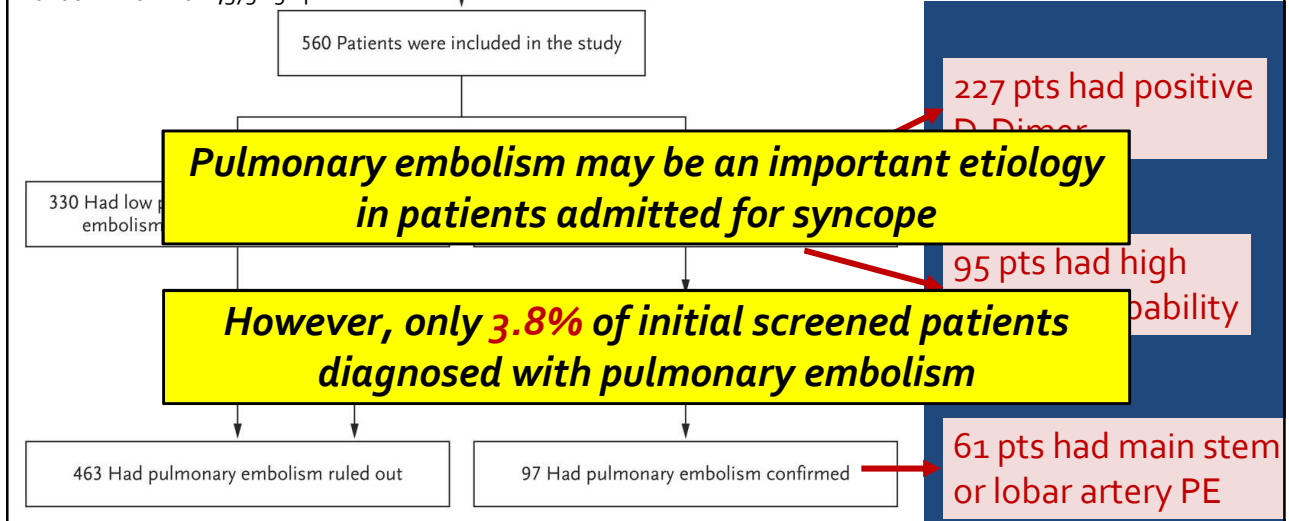 560 Patients were included in the study
227 pts had positive
D-Dimer
Pulmonary embolism may be an important etiology
in patients admitted for syncope
330 Had low
embolism
95 pts had high
However, only 3.8% of initial screened patients
diagnosed with pulmonary embolism
463 Had pulmonary embolism ruled out
97 Had pulmonary embolism confirmed
61 pts had main stem
or lobar artery PE